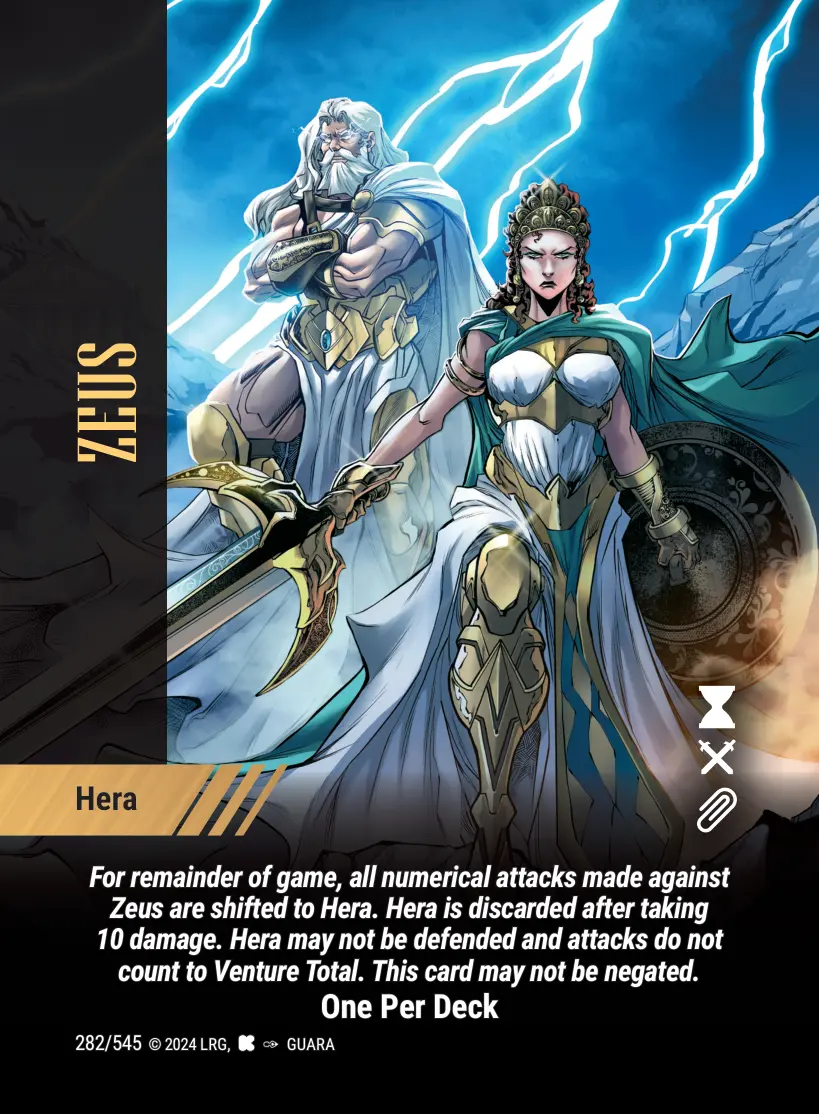 ZEUS
Hera
For remainder of game, all numerical attacks made against
Zeus are shifted to Hera. Hera is discarded after taking
10 damage. Hera may not be defended and attacks do not
count to Venture Total. This card may not be negated.
One Per Deck
282/545 © 2024 LRG, GUARA